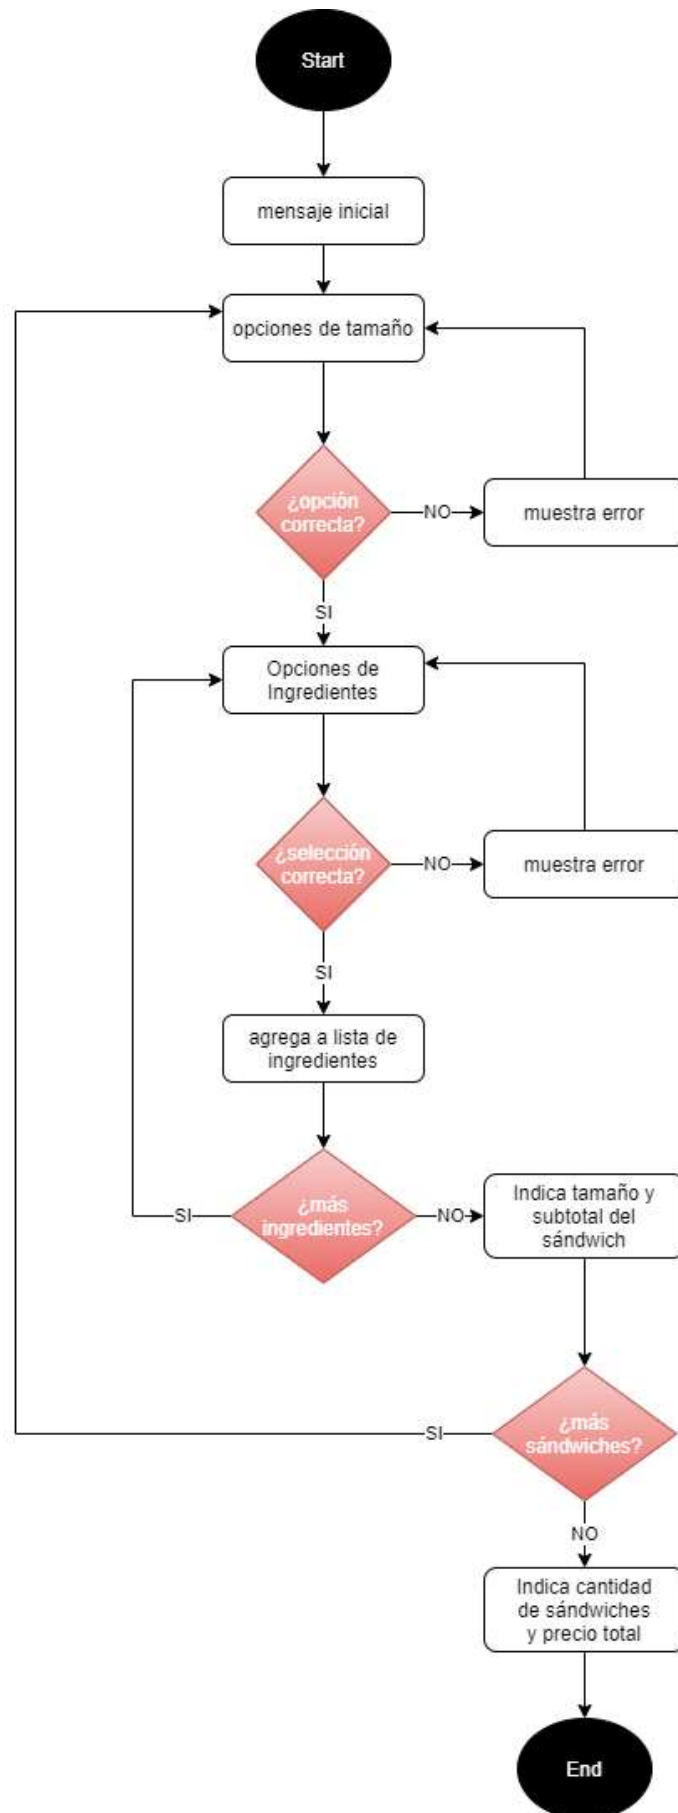 Start
mensaje inicial
opciones de tamaño
¿opción
correcta?
NO
muestra error
SI
Opciones de
Ingredientes
¿selección
correcta?
NO
muestra error
SI
agrega a lista de
ingredientes
¿más
ingredientes?
SI
NO
Indica tamaño y
subtotal del
sándwich
¿más
sándwiches?
SI
NO
Indica cantidad
de sándwiches
y precio total
End